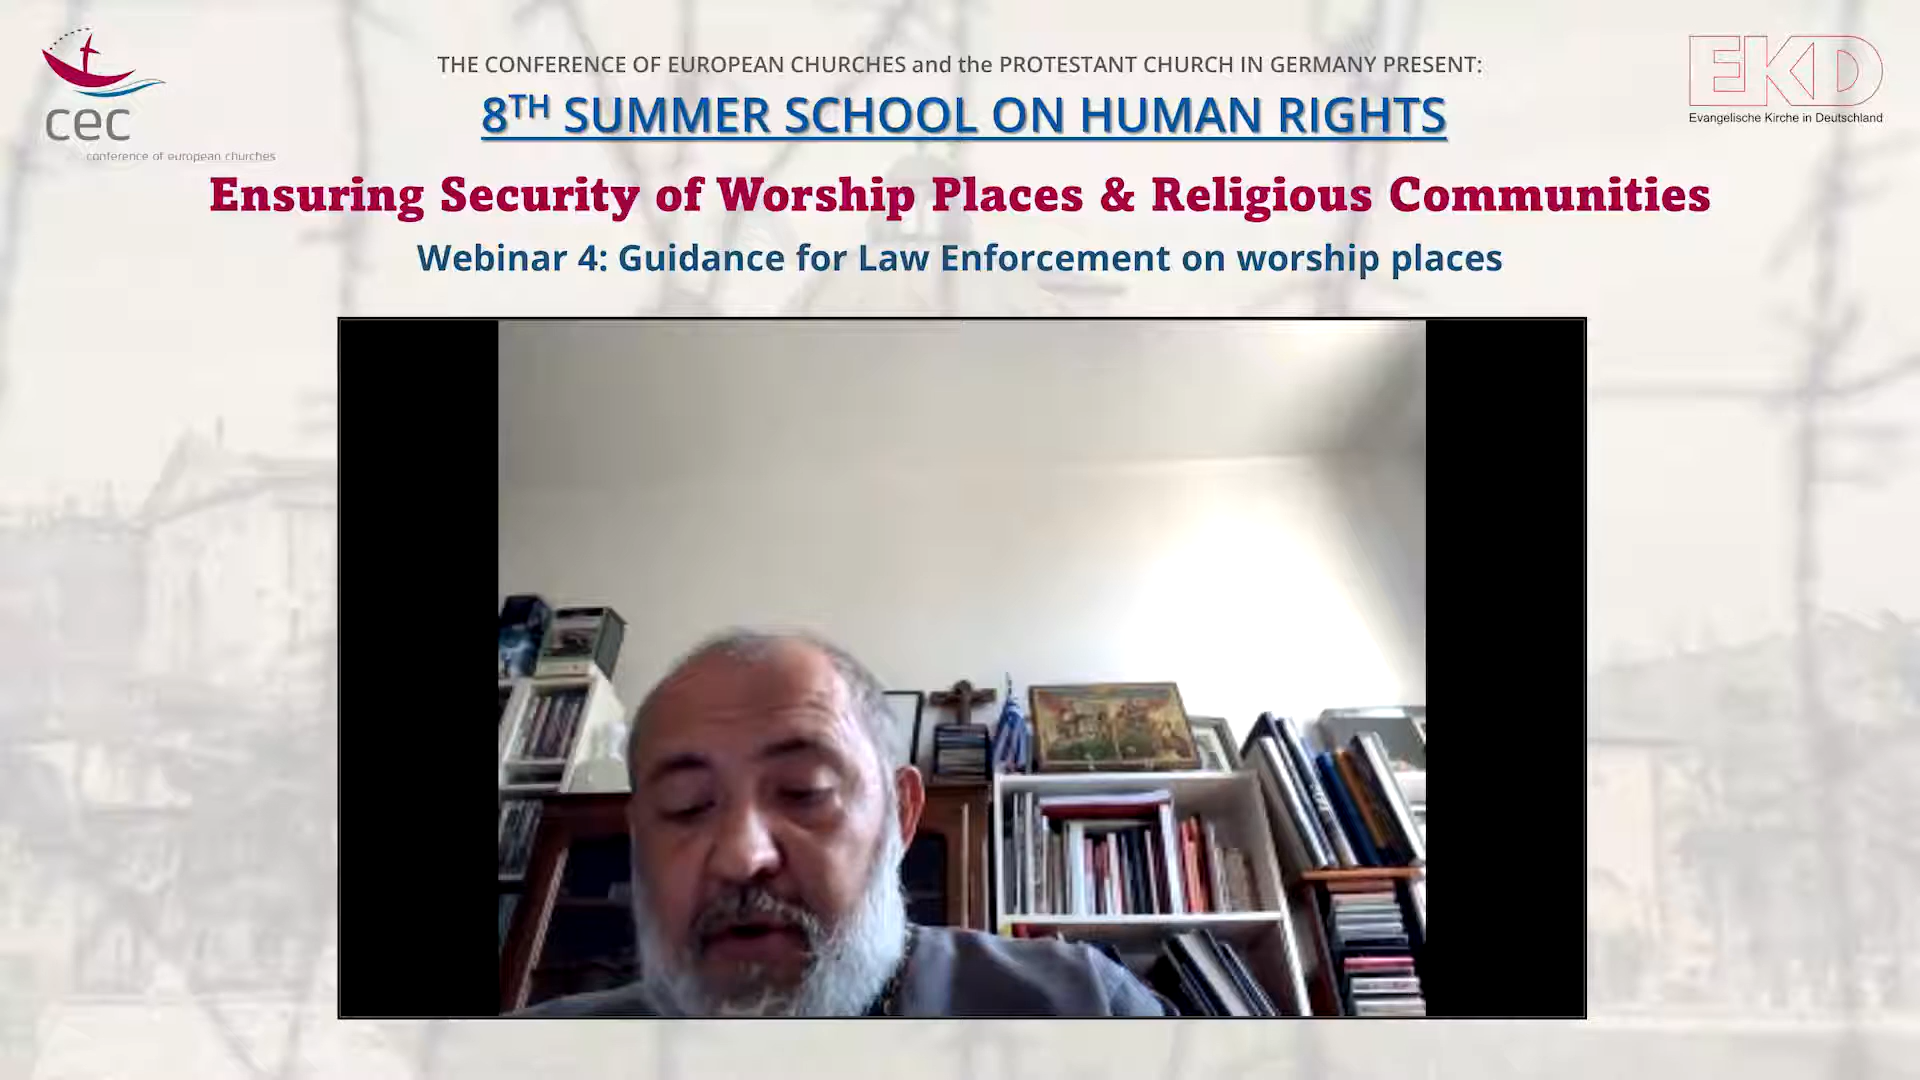 cec
conference of european churches
THE CONFERENCE OF EUROPEAN CHURCHES and the PROTESTANT CHURCH IN GERMANY PRESENT:
8TH SUMMER SCHOOL ON HUMAN RIGHTS
EKD
Evangelische Kirche in Deutschland
Ensuring Security of Worship Places & Religious Communities
Webinar 4: Guidance for Law Enforcement on worship places